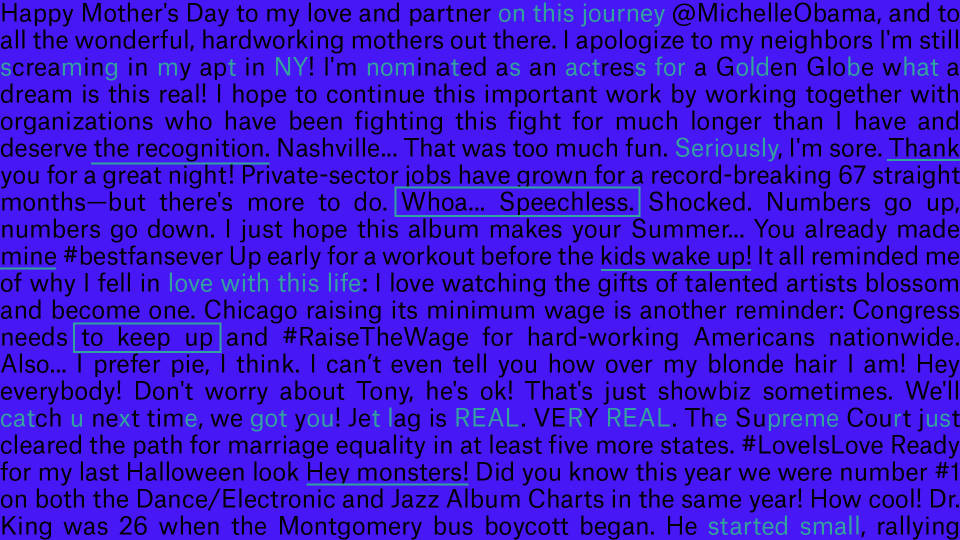 Happy Mother's Day to my love and partner on this journey @MichelleObama, and to
all the wonderful, hardworking mothers out there. I apologize to my neighbors I'm still
screaming in my apt in NY! I'm nominated as an actress for a Golden Globe what a
dream is this real! I hope to continue this important work by working together with
organizations who have been fighting this fight for much longer than I have and
deserve the recognition. Nashville... That was too much fun. Seriously, I'm sore. Thank
you for a great night! Private-sector jobs have grown for a record-breaking 67 straight
months—but there's more to do. Whoa... Speechless. Shocked. Numbers go up,
numbers go down. I just hope this album makes your Summer... You already made
mine #bestfansever Up early for a workout before the kids wake up! It all reminded me
of why I fell in love with this life: I love watching the gifts of talented artists blossom
and become one. Chicago raising its minimum wage is another reminder: Congress
needs to keep up and #RaiseTheWage for hard-working Americans nationwide.
Also... I prefer pie, I think. I can’t even tell you how over my blonde hair I am! Hey
everybody! Don't worry about Tony, he's ok! That's just showbiz sometimes. We'll
catch u next time, we got you! Jet lag is REAL. VERY REAL. The Supreme Court just
cleared the path for marriage equality in at least five more states. #LoveIsLove Ready
for my last Halloween look Hey monsters! Did you know this year we were number #1
on both the Dance/Electronic and Jazz Album Charts in the same year! How cool! Dr.
King was 26 when the Montgomery bus boycott began. He started small, rallying